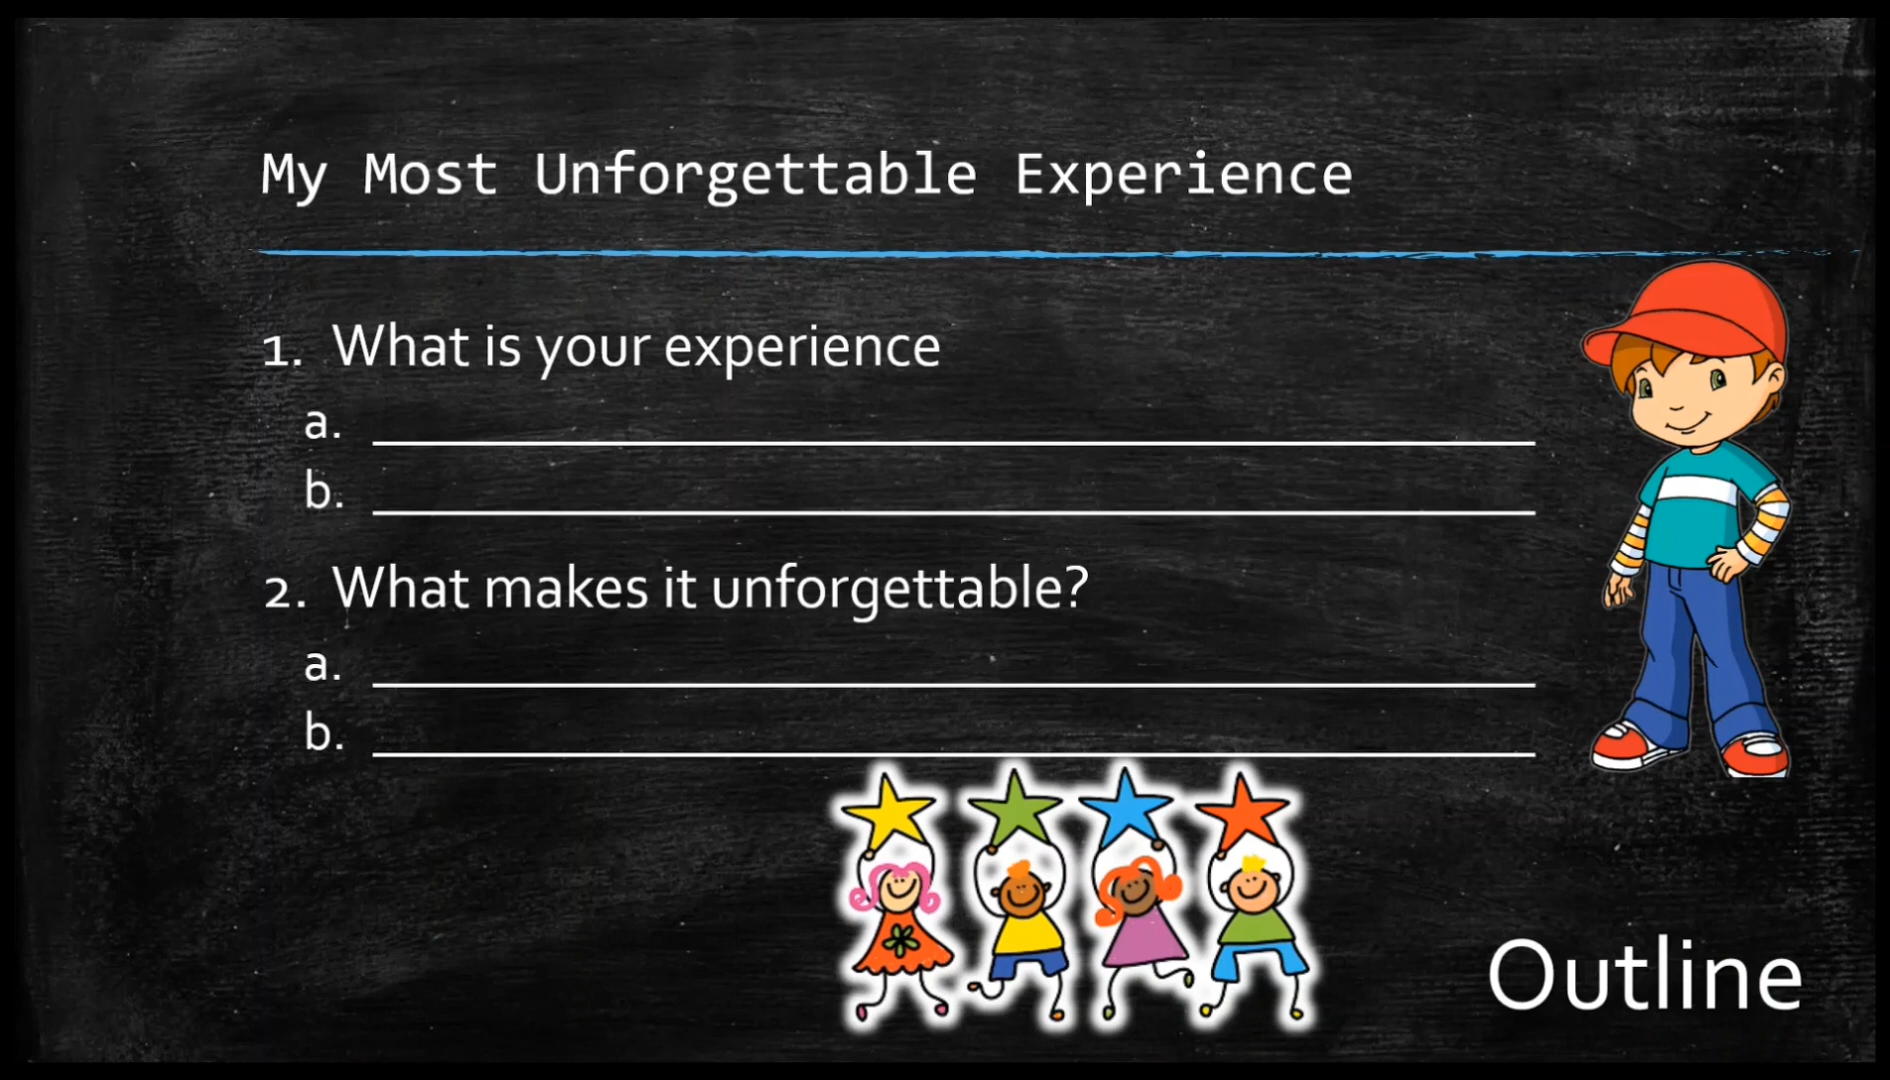 My Most Unforgettable Experience
1. What is your experience
a.
b.
2. What makes it unforgettable?
a.
b.
Outline